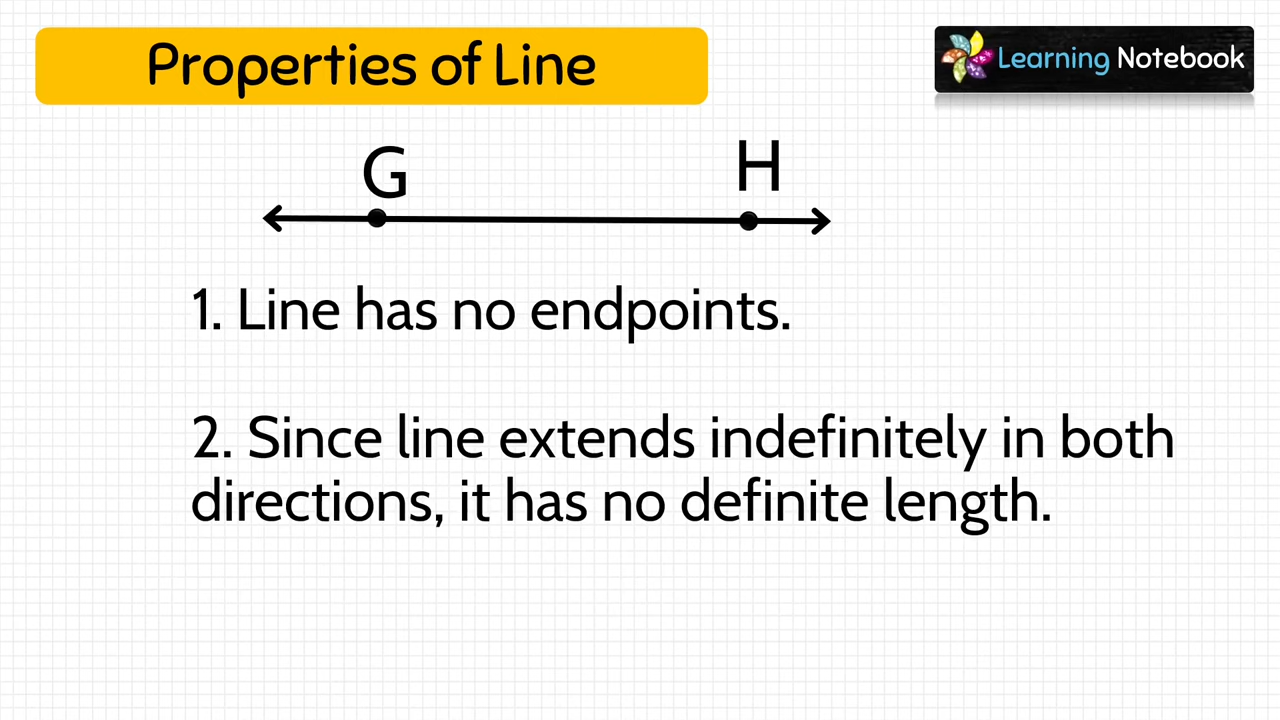 Properties of Line
Learning Notebook
G H
1. Line has no endpoints.
2. Since line extends indefinitely in both
directions, it has no definite length.